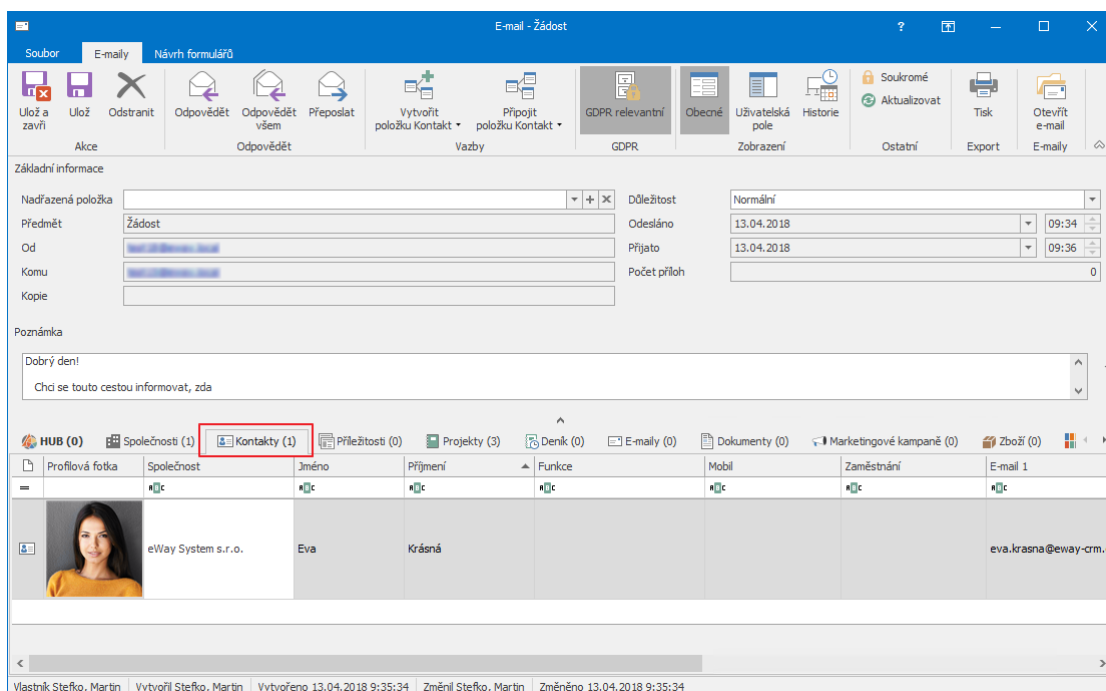 E-mail - Žádost
?
Soubor E-maily Návrh formulářů
Ulož a zavři
Ulož
Odstranit
Odpovědět
Odpovědět všem
Přeposlat
Vytvořit položku Kontakt
Připojit položku Kontakt
GDPR relevantní
Obecné
Uživatelská pole
Historie
Soukromé
Aktualizovat
Tisk
Otevřít e-mail
Akce Odpovědět Vazby GDPR Zobrazení Ostatní Export E-maily
Základní informace
Nadřazená položka Důležitost Normální
Předmět Žádost Odesláno 13.04.2018 09:34
Od Přijato 13.04.2018 09:36
Komu Počet příloh 0
Kopie
Poznámka
Dobrý den!
Chci se touto cestou informovat, zda
HUB (0) Společnosti (1) Kontakty (1) Příležitosti (0) Projekty (3) Deník (0) E-maily (0) Dokumenty (0) Marketingové kampaně (0) Zboží (0)
Profilová fotka Společnost Jméno Příjmení Funkce Mobil Zaměstnání E-mail 1
eWay System s.r.o. Eva Krásná eva.krasna@eway-crm.
Vlastník Stefko, Martin Vytvořil Stefko, Martin Vytvořeno 13.04.2018 9:35:34 Změnil Stefko, Martin Změněno 13.04.2018 9:35:34